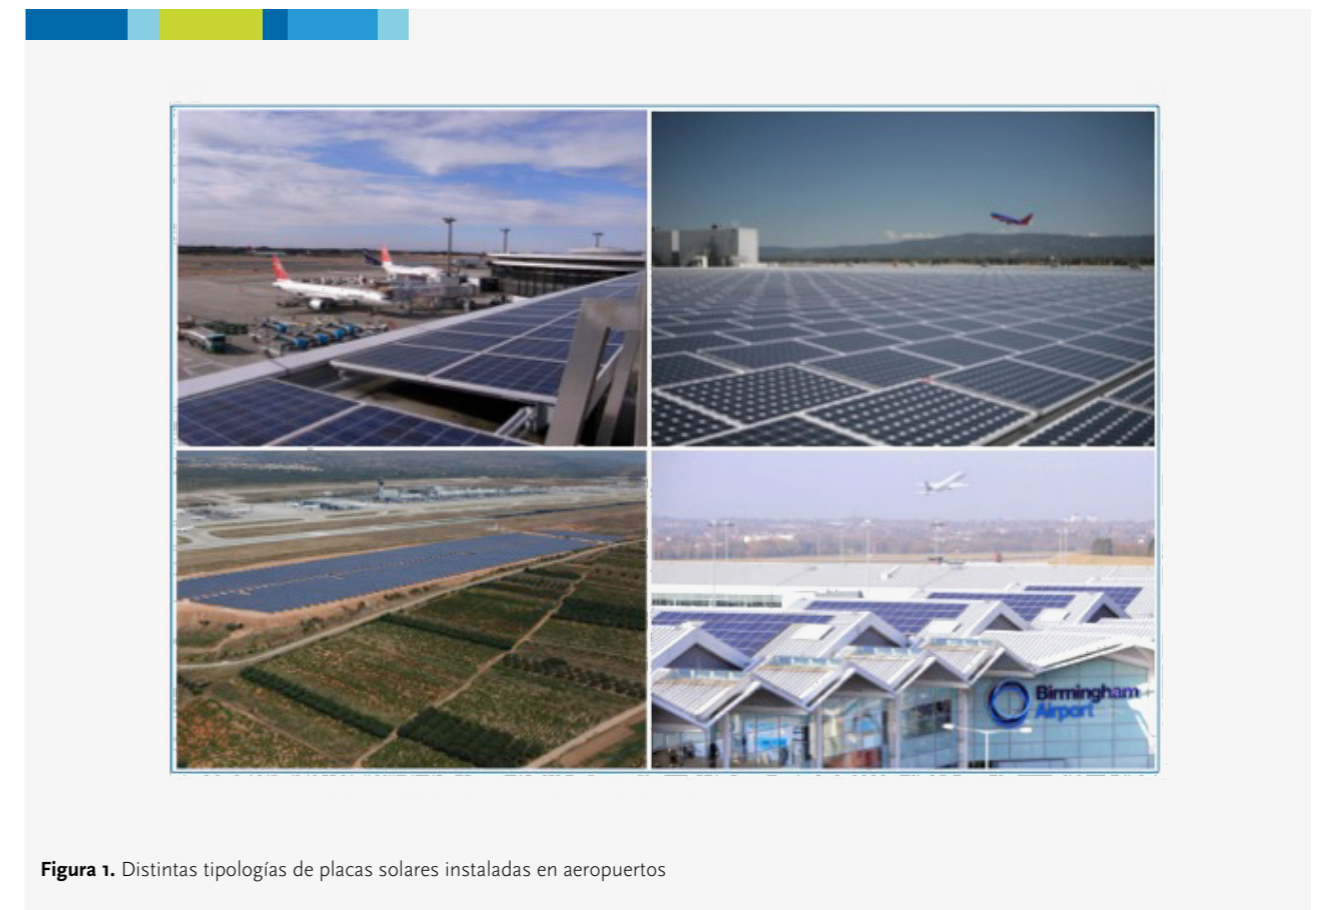 Birmingham
Airport
Figura 1. Distintas tipologías de placas solares instaladas en aeropuertos